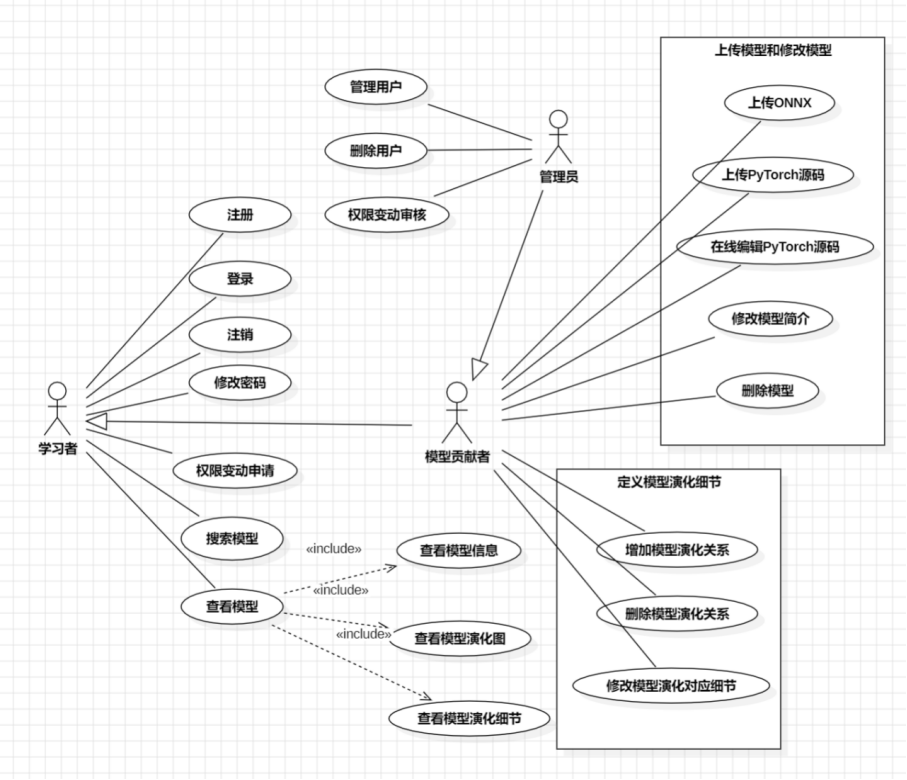 上传模型和修改模型
管理用户
上传ONNX
删除用户
管理员
上传PyTorch源码
注册
权限变动审核
在线编辑PyTorch源码
登录
修改模型简介
注销
修改密码
删除模型
学习者
模型贡献者
权限变动申请
定义模型演化细节
搜索模型
«include»
查看模型信息
增加模型演化关系
«include»
查看模型
删除模型演化关系
«include»
查看模型演化图
修改模型演化对应细节
查看模型演化细节